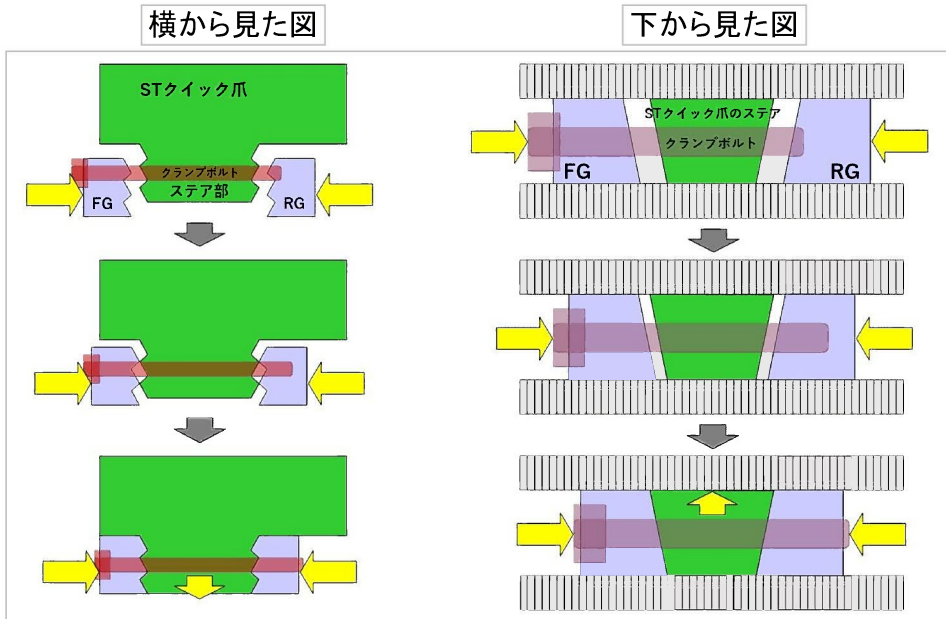 横から見た図
下から見た図
STクイック爪
クランプボルト
ステア部
FG
RG
STクイック爪のステア
クランプボルト
FG
RG